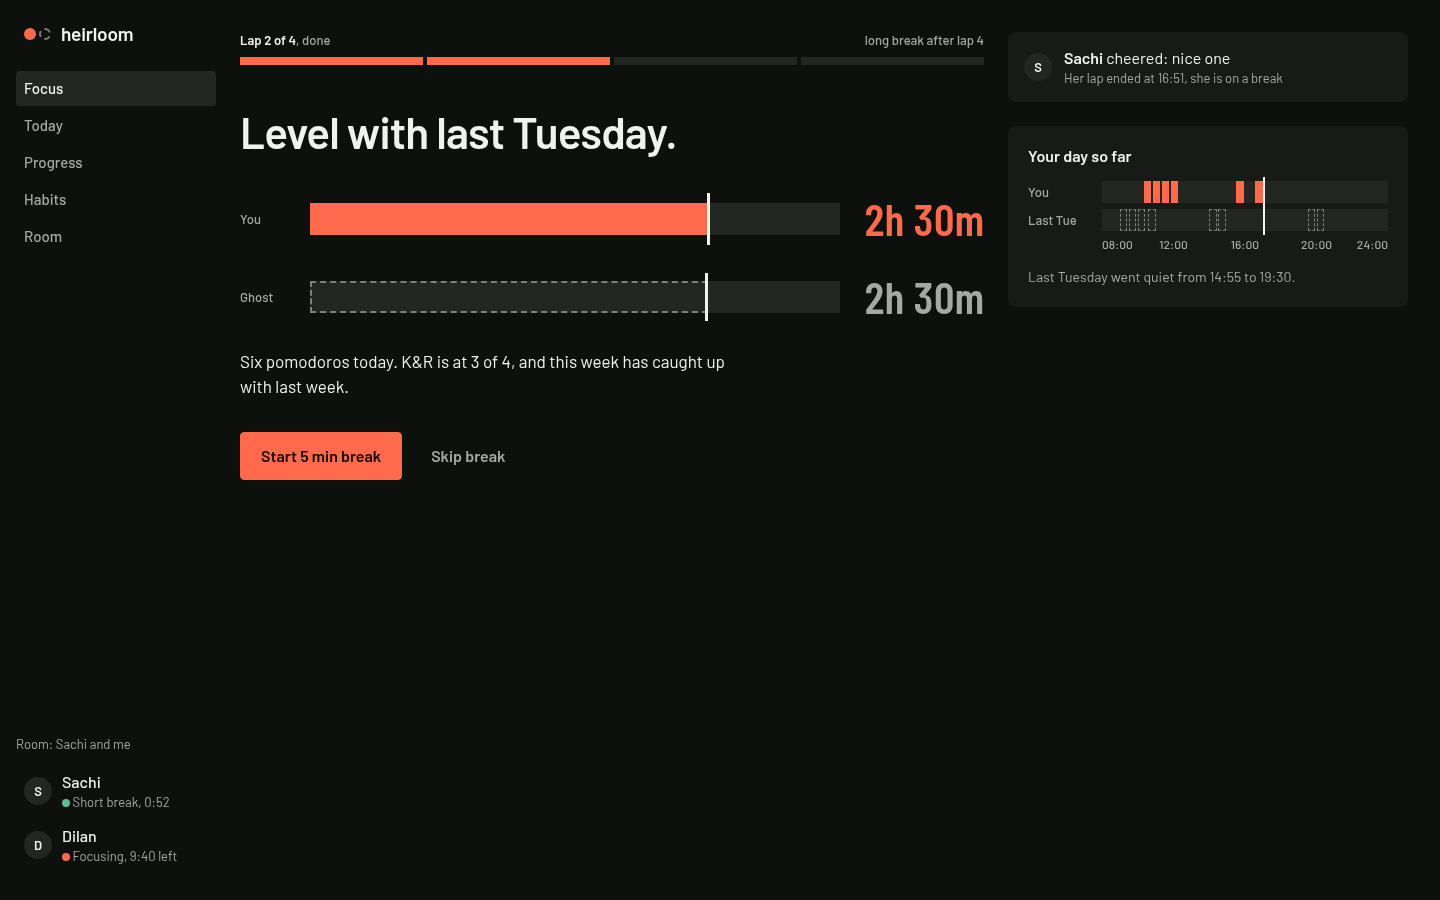 heirloom
Focus
Today
Progress
Habits
Room
Lap 2 of 4, done
long break after lap 4
Level with last Tuesday.
You
2h 30m
Ghost
2h 30m
Six pomodoros today. K&R is at 3 of 4, and this week has caught up
with last week.
Start 5 min break
Skip break
S
Sachi cheered: nice one
Her lap ended at 16:51, she is on a break
Your day so far
You
Last Tue
08:00 12:00 16:00 20:00 24:00
Last Tuesday went quiet from 14:55 to 19:30.
Room: Sachi and me
S
Sachi
Short break, 0:52
D
Dilan
Focusing, 9:40 left